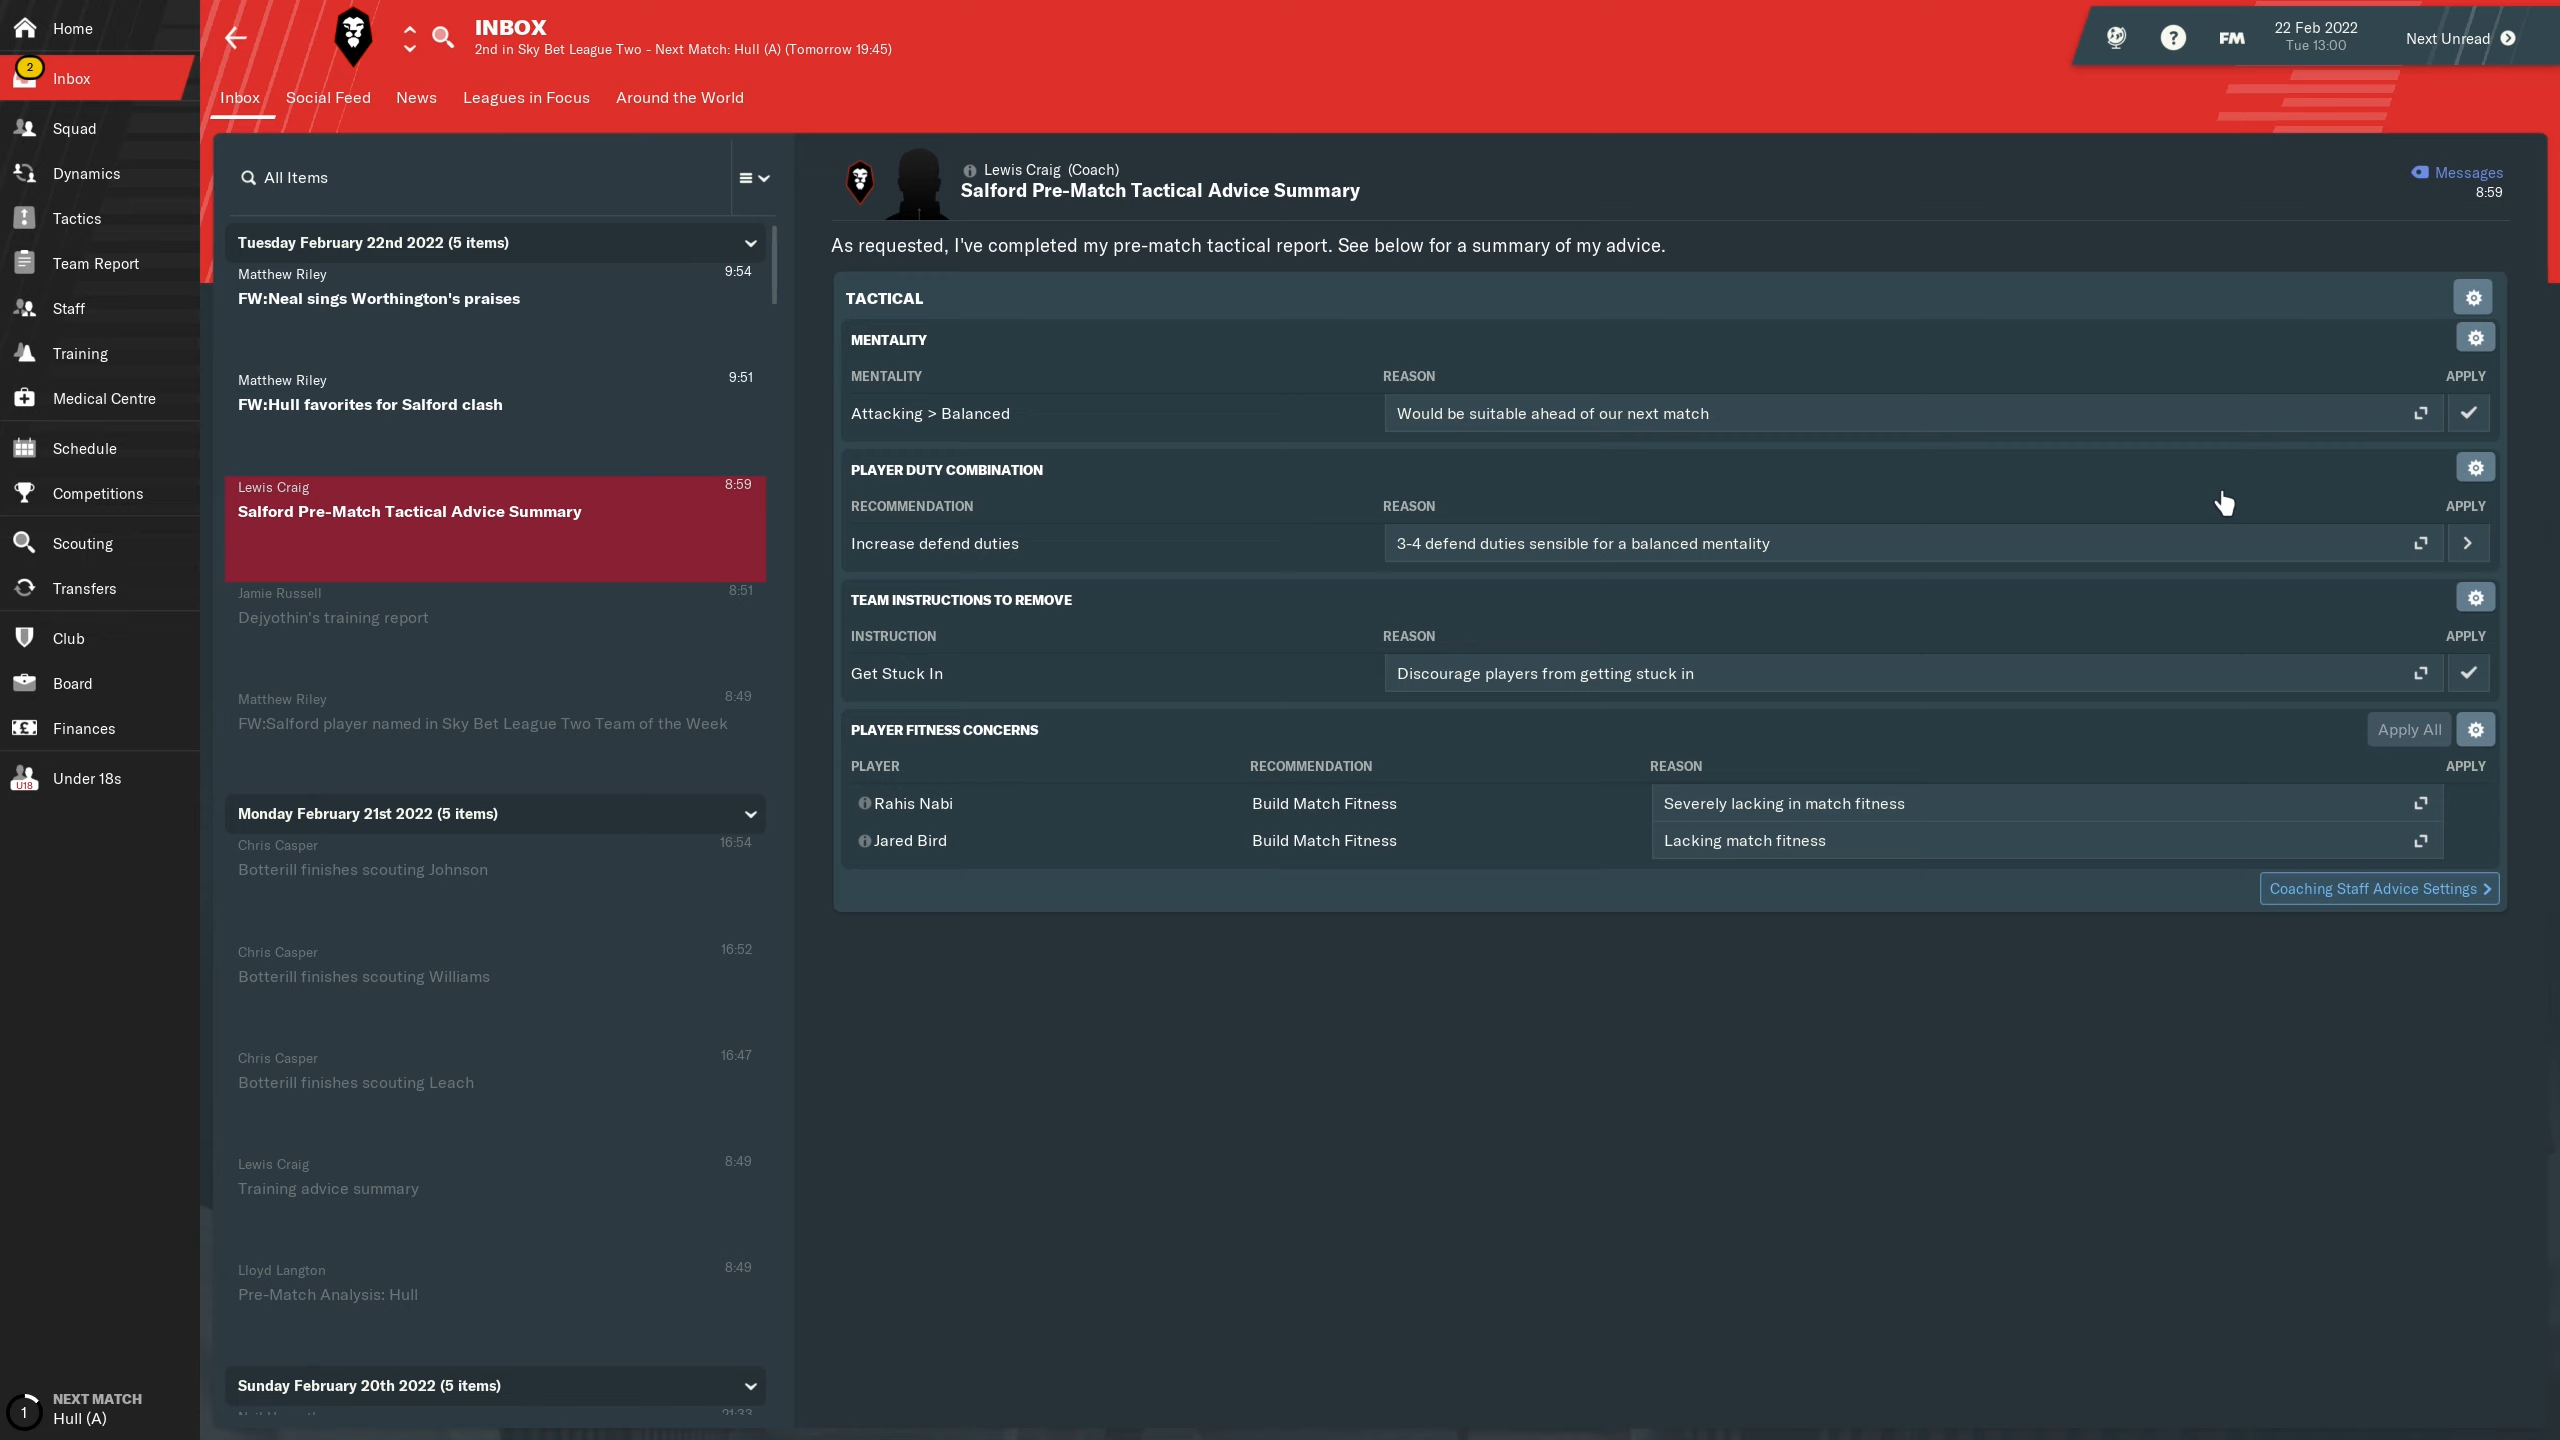 Home
2
Inbox
Squad
Dynamics
Tactics
Team Report
Staff
Training
Medical Centre
Schedule
Competitions
Scouting
Transfers
Club
Board
Finances
U18
Under 18s
1
NEXT MATCH
Hull (A)
INBOX
2nd in Sky Bet League Two - Next Match: Hull (A) (Tomorrow 19:45)
? FM
22 Feb 2022
Tue 13:00
Next Unread
Inbox Social Feed News Leagues in Focus Around the World
All Items
Tuesday February 22nd 2022 (5 items)
Matthew Riley 9:54
FW:Neal sings Worthington's praises
Matthew Riley 9:51
FW:Hull favorites for Salford clash
Lewis Craig 8:59
Salford Pre-Match Tactical Advice Summary
Jamie Russell 8:51
Dejyothin's training report
Matthew Riley 8:49
FW:Salford player named in Sky Bet League Two Team of the Week
Monday February 21st 2022 (5 items)
Chris Casper 16:54
Botterill finishes scouting Johnson
Chris Casper 16:52
Botterill finishes scouting Williams
Chris Casper 16:47
Botterill finishes scouting Leach
Lewis Craig 8:49
Training advice summary
Lloyd Langton 8:49
Pre-Match Analysis: Hull
Sunday February 20th 2022 (5 items)
21:33
Lewis Craig (Coach)
Salford Pre-Match Tactical Advice Summary
Messages
8:59
As requested, I've completed my pre-match tactical report. See below for a summary of my advice.
TACTICAL
MENTALITY
MENTALITY REASON APPLY
Attacking > Balanced Would be suitable ahead of our next match
PLAYER DUTY COMBINATION
RECOMMENDATION REASON APPLY
Increase defend duties 3-4 defend duties sensible for a balanced mentality
TEAM INSTRUCTIONS TO REMOVE
INSTRUCTION REASON APPLY
Get Stuck In Discourage players from getting stuck in
PLAYER FITNESS CONCERNS Apply All
PLAYER RECOMMENDATION REASON APPLY
Rahis Nabi Build Match Fitness Severely lacking in match fitness
Jared Bird Build Match Fitness Lacking match fitness
Coaching Staff Advice Settings